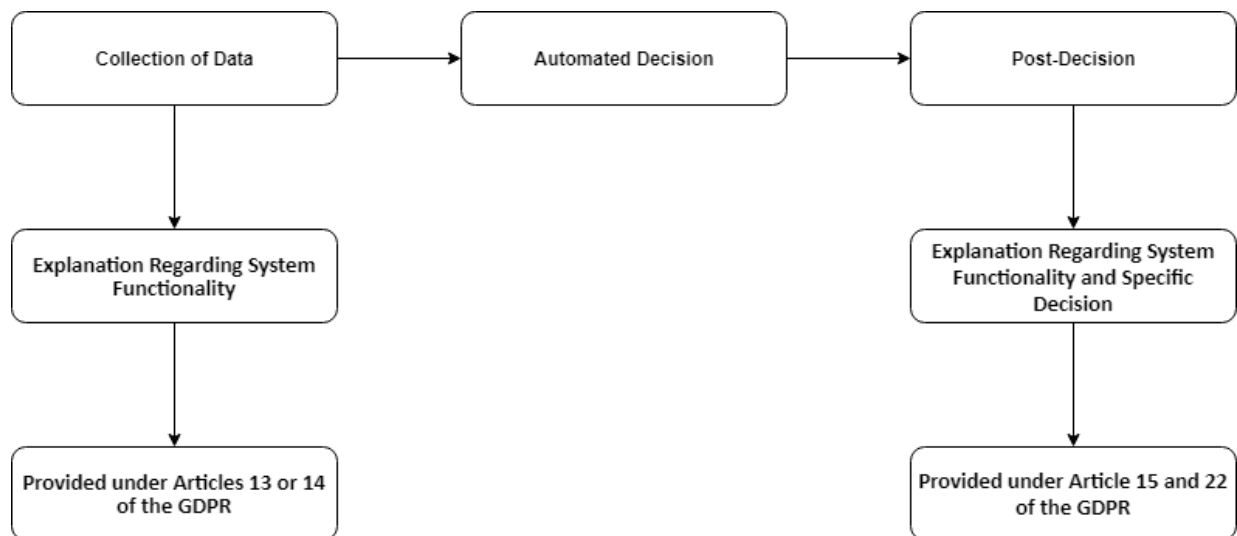 Collection of Data
Automated Decision
Post-Decision
Explanation Regarding System
Functionality
Explanation Regarding System
Functionality and Specific
Decision
Provided under Articles 13 or 14
of the GDPR
Provided under Article 15 and 22
of the GDPR